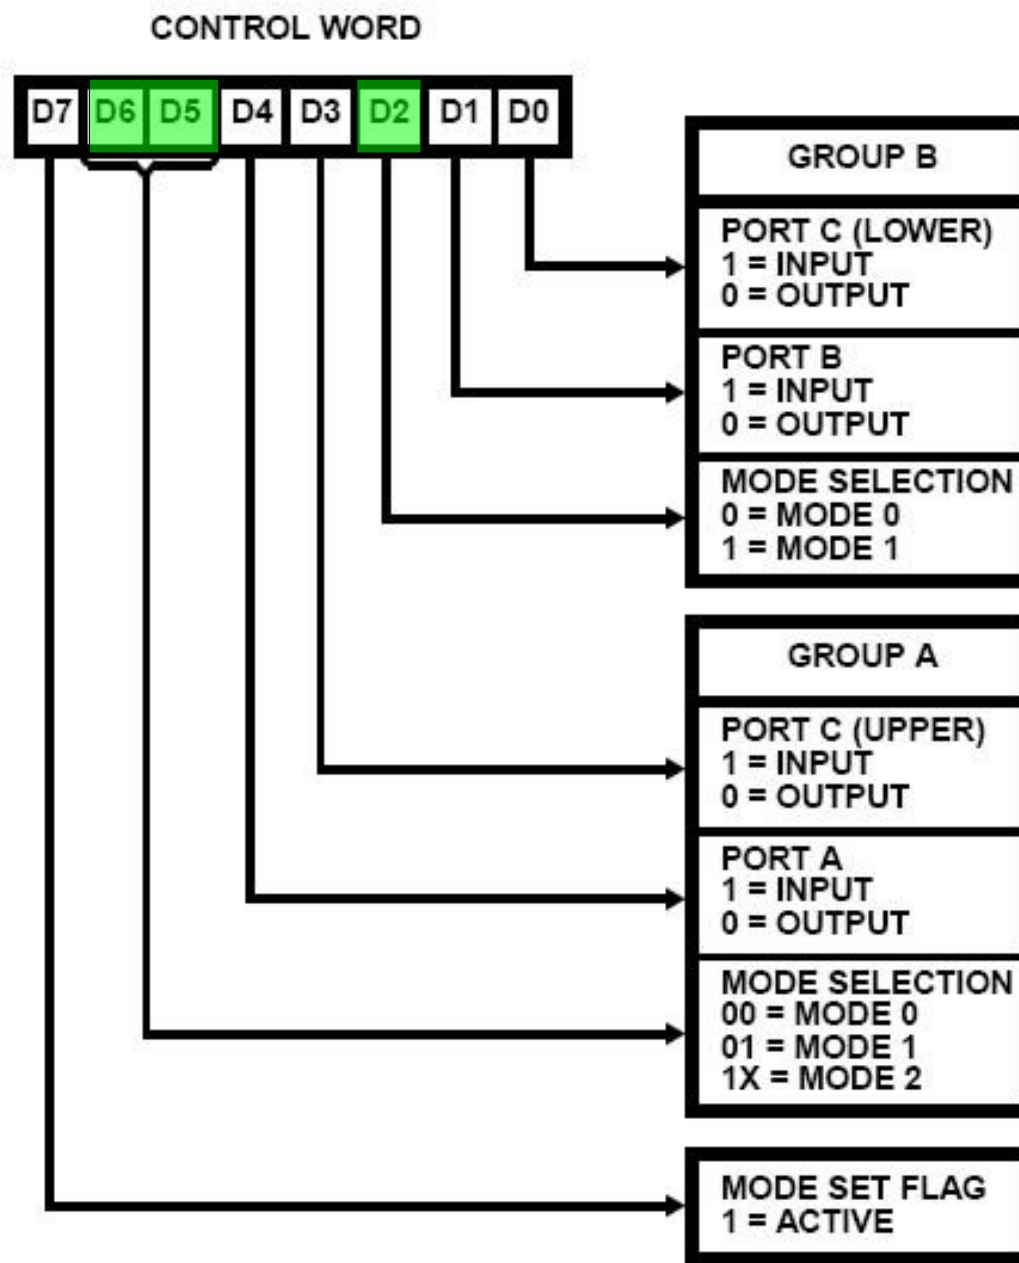 CONTROL WORD
D7 D6 D5 D4 D3 D2 D1 D0
GROUP B
PORT C (LOWER)
1 = INPUT
0 = OUTPUT
PORT B
1 = INPUT
0 = OUTPUT
MODE SELECTION
0 = MODE 0
1 = MODE 1
GROUP A
PORT C (UPPER)
1 = INPUT
0 = OUTPUT
PORT A
1 = INPUT
0 = OUTPUT
MODE SELECTION
00 = MODE 0
01 = MODE 1
1X = MODE 2
MODE SET FLAG
1 = ACTIVE